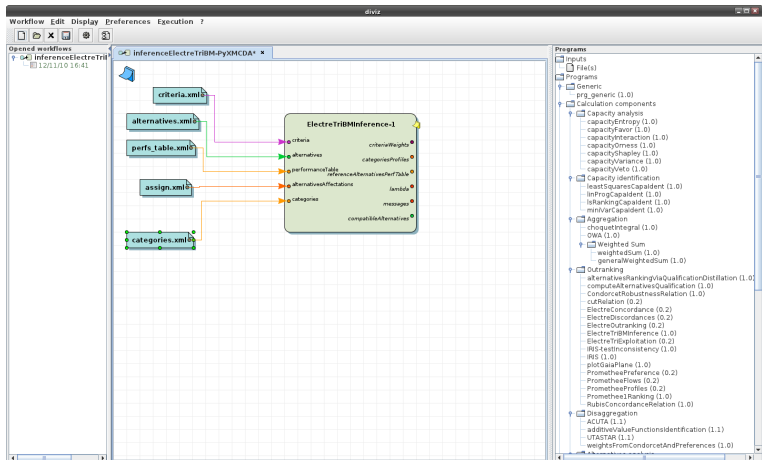 diviz
Workflow Edit Display Preferences Execution ?
Opened workflows
inferenceElectreTriB
12/11/10 16:41
inferenceElectreTriBM-PyXMCDA*
criteria.xml
alternatives.xml
perfs_table.xml
assign.xml
categories.xml
ElectreTriBMInference-1
criteria
alternatives
performanceTable
alternativesAffectations
categories
criteriaWeights
categoriesProfiles
referenceAlternativesPerfTable
lambda
messages
compatibleAlternatives
Programs
Inputs
File(s)
Programs
Generic
prg_generic (1.0)
Calculation components
Capacity analysis
capacityEntropy (1.0)
capacityFavor (1.0)
capacityInteraction (1.0)
capacityOrness (1.0)
capacityShapley (1.0)
capacityVariance (1.0)
capacityVeto (1.0)
Capacity identification
leastSquaresCapaIdent (1.0)
linProgCapaIdent (1.0)
lsRankingCapaIdent (1.0)
miniVarCapaIdent (1.0)
Aggregation
choquetIntegral (1.0)
OWA (1.0)
Weighted Sum
weightedSum (1.0)
generalWeightedSum (1.0)
Outranking
alternativesRankingViaQualificationDistillation (1.0)
computeAlternativesQualification (1.0)
CondorcetRobustnessRelation (1.0)
cutRelation (0.2)
ElectreConcordance (0.2)
ElectreDiscordances (0.2)
ElectreOutranking (0.2)
ElectreTriBMInference (1.0)
ElectreTriExploitation (0.2)
IRIS-testInconsistency (1.0)
IRIS (1.0)
plotGaiaPlane (1.0)
PrometheePreference (0.2)
PrometheeFlows (0.2)
PrometheeProfiles (0.2)
Promethee1Ranking (1.0)
RubisConcordanceRelation (1.0)
Disaggregation
ACUTA (1.1)
additiveValueFunctionsIdentification (1.1)
UTASTAR (1.1)
weightsFromCondorcetAndPreferences (1.0)